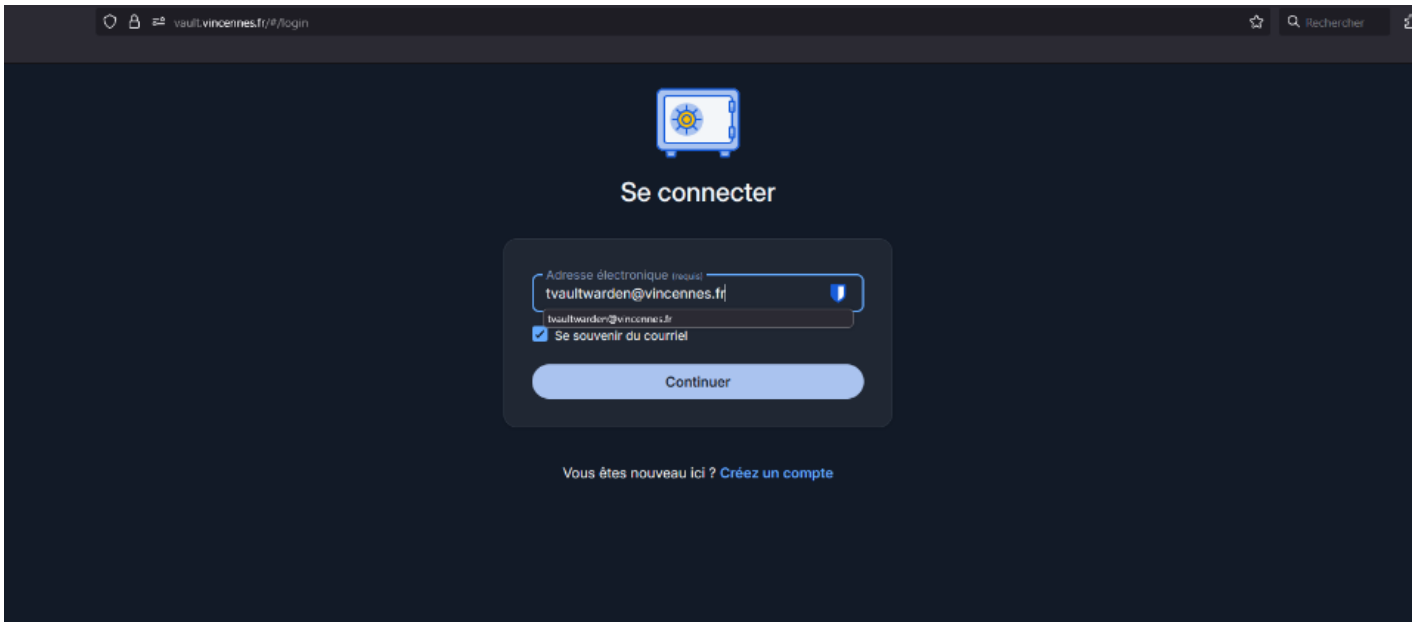 vault.vincennes.fr/#/login
Rechercher
Se connecter
Adresse électronique (requis)
tvaultwarden@vincennes.fr
tvaultwarden@vincennes.fr
Se souvenir du courriel
Continuer
Vous êtes nouveau ici ? Créez un compte